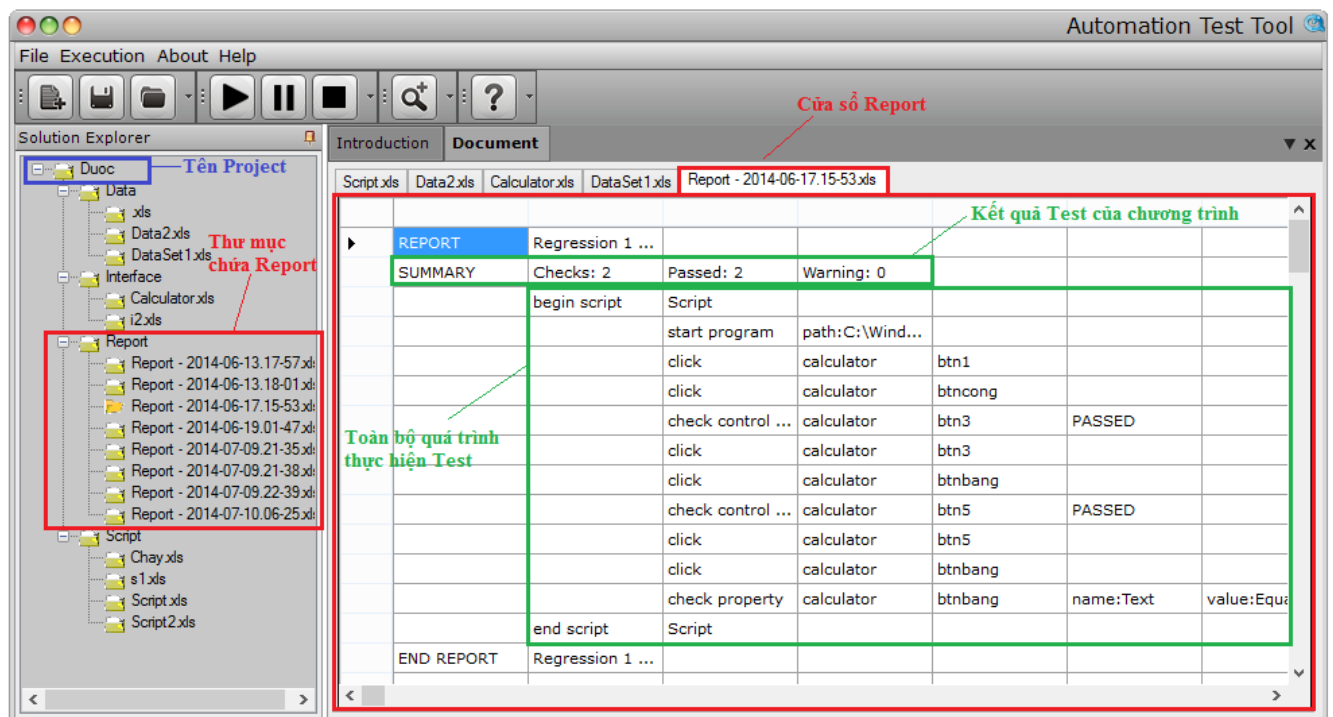 Automation Test Tool
File Execution About Help
Cửa sổ Report
Solution Explorer
Introduction Document
Duoc
Tên Project
Data
.xls
Data2.xls
DataSet1.xls
Thư mục
chứa Report
Interface
Calculator.xls
i2.xls
Report
Report - 2014-06-13.17-57.xls
Report - 2014-06-13.18-01.xls
Report - 2014-06-17.15-53.xls
Report - 2014-06-19.01-47.xls
Report - 2014-07-09.21-35.xls
Report - 2014-07-09.21-38.xls
Report - 2014-07-09.22-39.xls
Report - 2014-07-10.06-25.xls
Script
Chay.xls
s1.xls
Script.xls
Script2.xls
Script.xls Data2.xls Calculator.xls DataSet1.xls Report - 2014-06-17.15-53.xls
Kết quả Test của chương trình
REPORT Regression 1 ...
SUMMARY Checks: 2 Passed: 2 Warning: 0
begin script Script
start program path:C:\Wind...
click calculator btn1
click calculator btncong
check control ... calculator btn3 PASSED
Toàn bộ quá trình
thực hiện Test
click calculator btn3
click calculator btnbang
check control ... calculator btn5 PASSED
click calculator btn5
click calculator btnbang
check property calculator btnbang name:Text value:Equa
end script Script
END REPORT Regression 1 ...